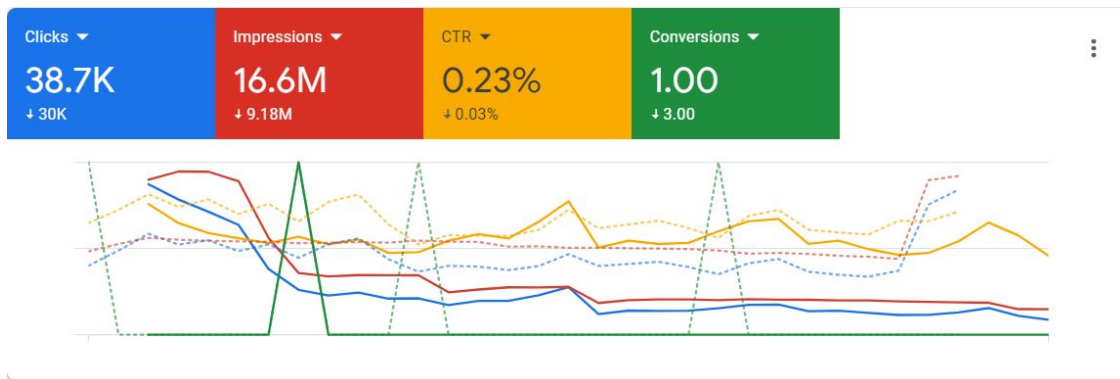 Clicks
38.7K
↓ 30K
Impressions
16.6M
↓ 9.18M
CTR
0.23%
↓ 0.03%
Conversions
1.00
↓ 3.00